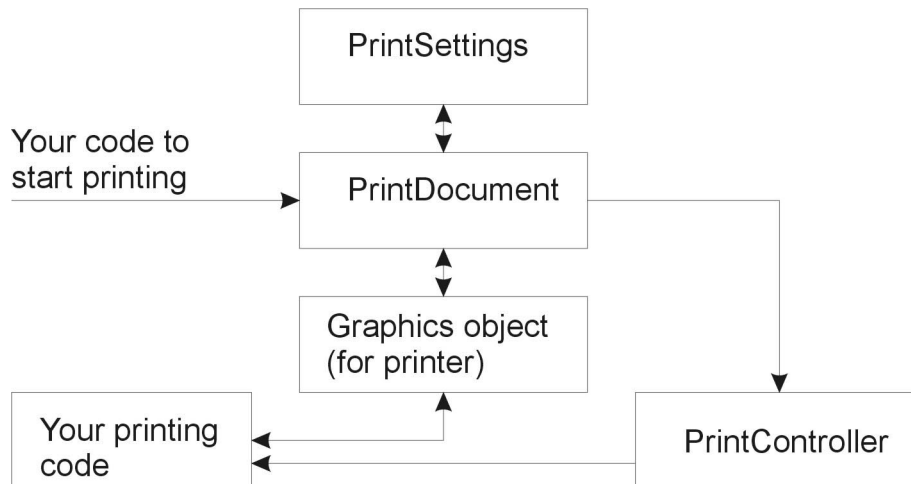 PrintSettings
Your code to
start printing
PrintDocument
Graphics object
(for printer)
Your printing
code
PrintController